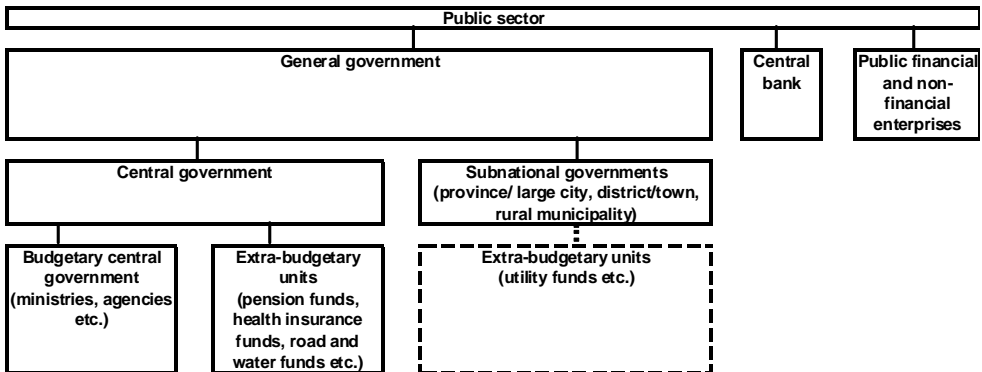 Public sector
General government
Central
bank
Public financial
and non-
financial
enterprises
Central government
Subnational governments
(province/ large city, district/town,
rural municipality)
Budgetary central
government
(ministries, agencies
etc.)
Extra-budgetary
units
(pension funds,
health insurance
funds, road and
water funds etc.)
Extra-budgetary units
(utility funds etc.)